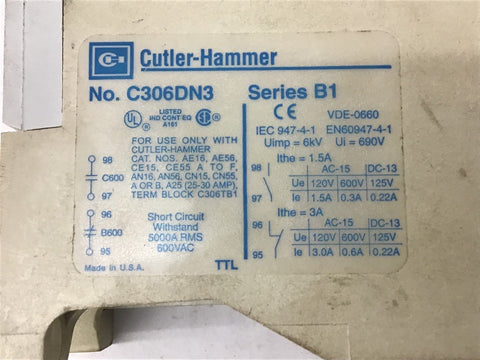 Cutler-Hammer
No. C306DN3 Series B1
LISTED
IND CONT EQ
A161
CE VDE-0660
IEC 947-4-1 EN60947-4-1
Uimp = 6kV Ui = 690V
FOR USE ONLY WITH
CUTLER-HAMMER
CAT. NOS. AE16, AE56,
CE15, CE55 A TO F,
AN16, AN56, CN15, CN55,
A OR B, A25 (25-30 AMP),
TERM BLOCK C306TB1
98
C600
97
96
B600
95
Short Circuit
Withstand
5000A RMS
600VAC
Ithe = 1.5A
98
97
AC-15 DC-13
Ue 120V 600V 125V
Ie 1.5A 0.3A 0.22A
Ithe = 3A
96
95
AC-15 DC-13
Ue 120V 600V 125V
Ie 3.0A 0.6A 0.22A
Made in U.S.A.
TTL